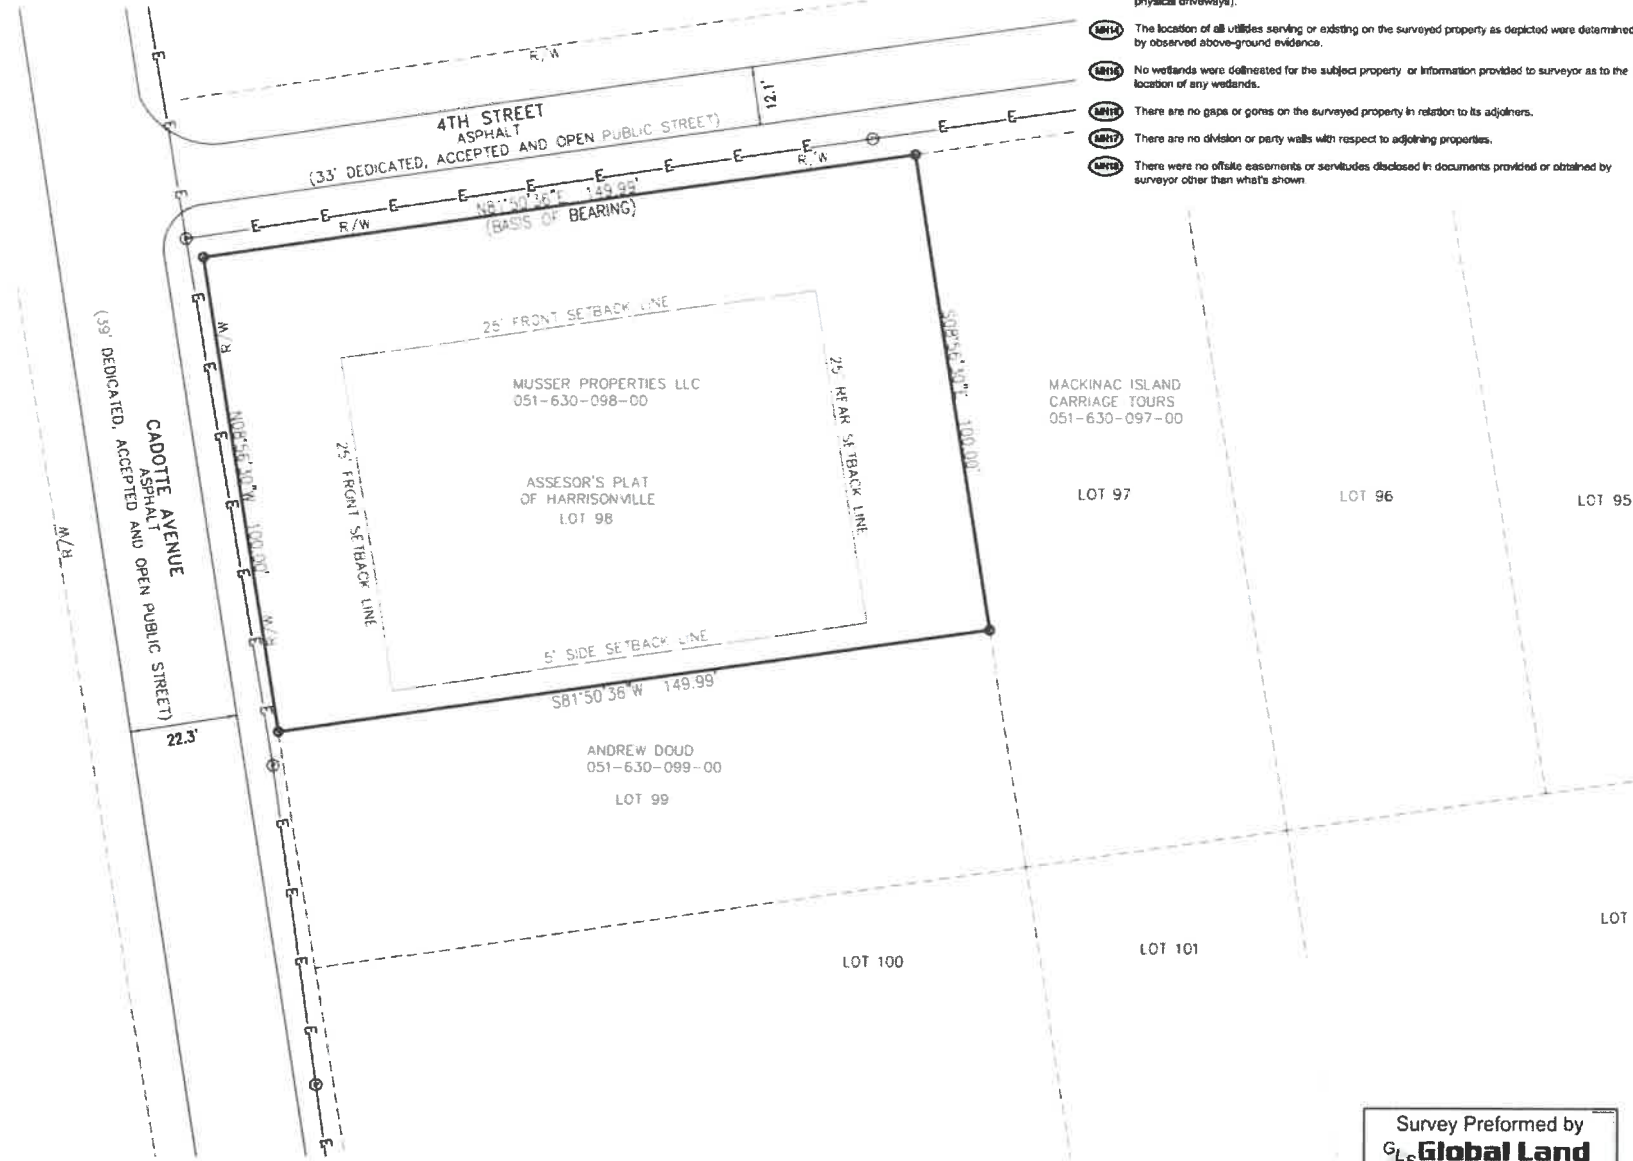 physical driveways).
MH14 The location of all utilities serving or existing on the surveyed property as depicted were determined
by observed above-ground evidence.
No wetlands were delineated for the subject property or information provided to surveyor as to the
location of any wetlands.
There are no gaps or gores on the surveyed property in relation to its adjoiners.
MH17 There are no division or party walls with respect to adjoining properties.
There were no offsite easements or servitudes disclosed in documents provided or obtained by
surveyor other than what's shown
R/W
4TH STREET
ASPHALT
(33' DEDICATED, ACCEPTED AND OPEN PUBLIC STREET)
12.1'
R/W
R/W
N81°50'36"E 149.99'
(BASIS OF BEARING)
25' FRONT SETBACK LINE
MUSSER PROPERTIES LLC
051-630-098-00
ASSESOR'S PLAT
OF HARRISONVILLE
LOT 98
25' FRONT SETBACK LINE
25' REAR SETBACK LINE
5' SIDE SETBACK LINE
S81°50'36"W 149.99'
S08°56'30"E 100.00'
N08°56'30"W 100.00'
R/W
R/W
R/W
CADOTTE AVENUE
ASPHALT
(39' DEDICATED, ACCEPTED AND OPEN PUBLIC STREET)
22.3'
MACKINAC ISLAND
CARRIAGE TOURS
051-630-097-00
LOT 97
LOT 96
LOT 95
ANDREW DOUD
051-630-099-00
LOT 99
LOT 100
LOT 101
LOT
E E E E E E E E E E E E
E E E E E E E E E E E E E E E E
Survey Preformed by
GLS Global Land